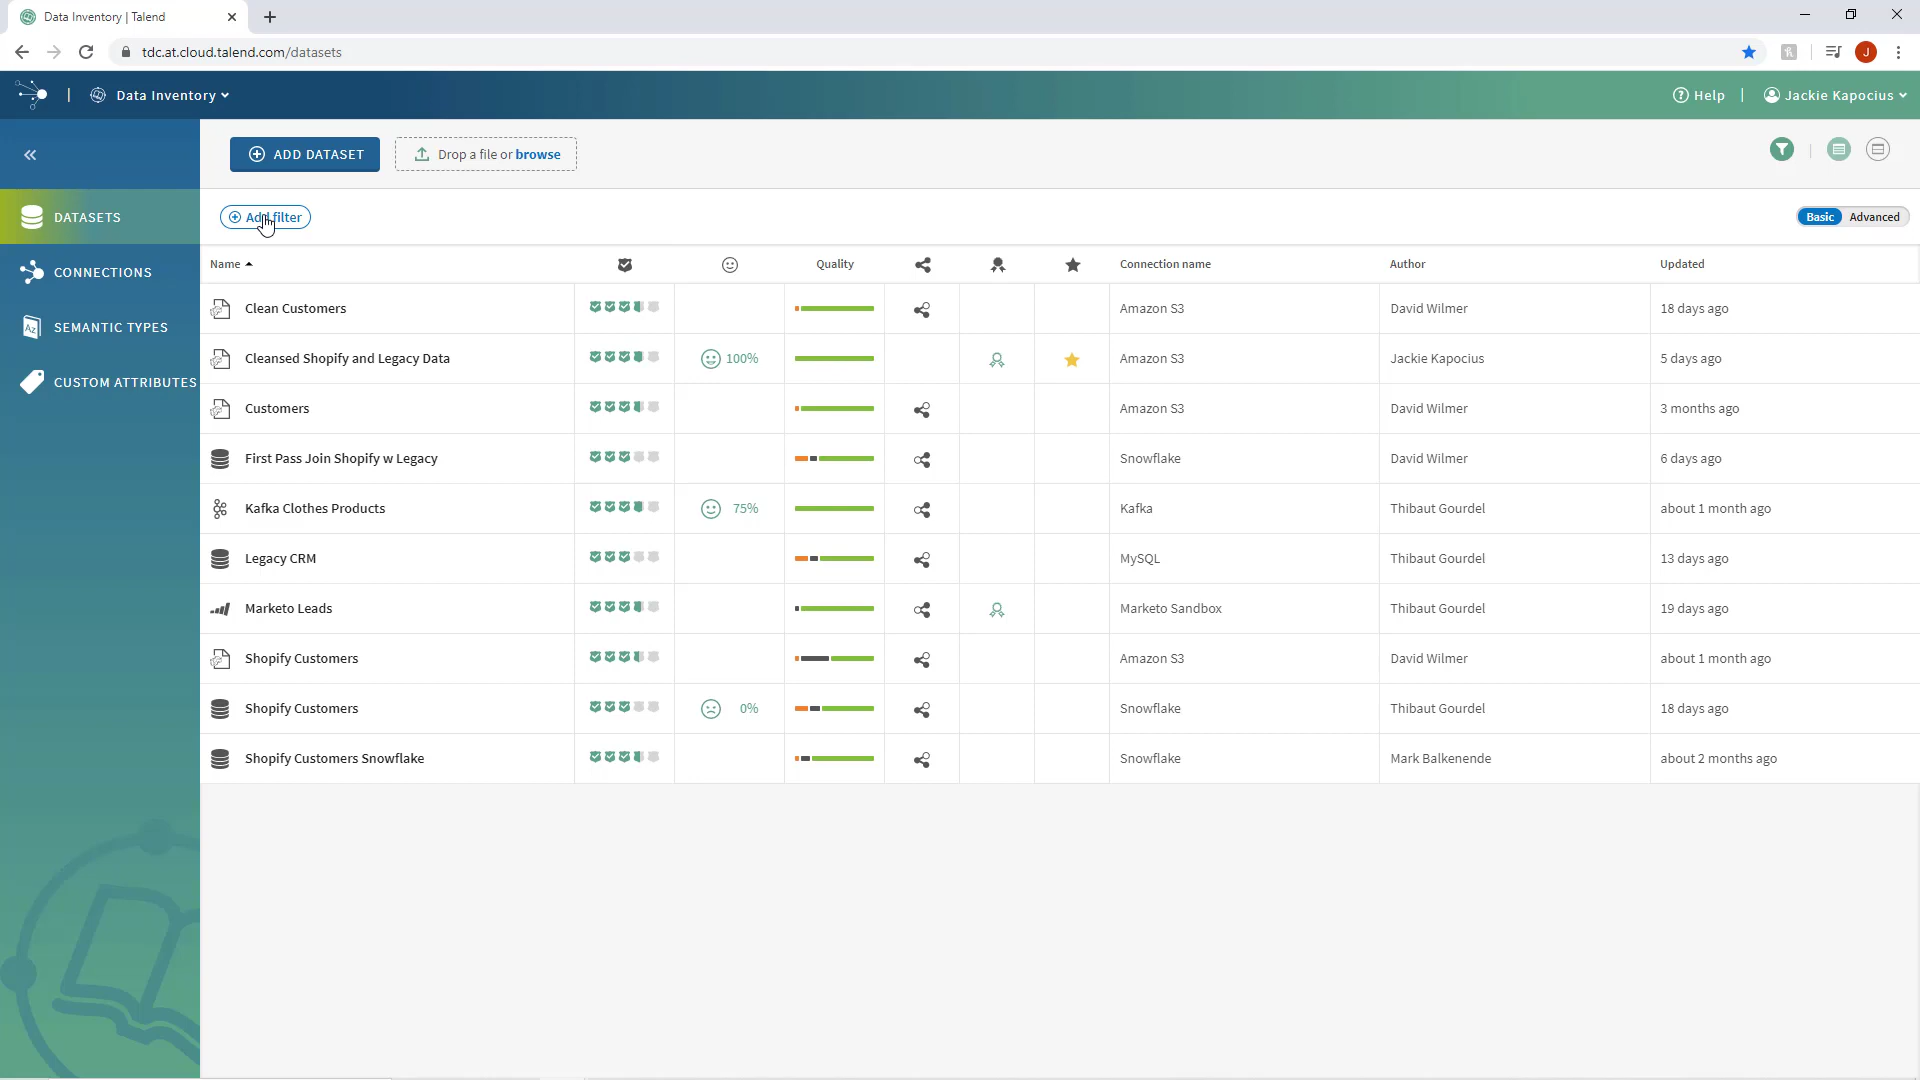 Data Inventory | Talend
tdc.at.cloud.talend.com/datasets
J
| Data Inventory
Help | Jackie Kapocius
ADD DATASET
Drop a file or browse
DATASETS
CONNECTIONS
SEMANTIC TYPES
CUSTOM ATTRIBUTES
Add filter
Basic Advanced
Name Quality Connection name Author Updated
Clean Customers Amazon S3 David Wilmer 18 days ago
Cleansed Shopify and Legacy Data 100% Amazon S3 Jackie Kapocius 5 days ago
Customers Amazon S3 David Wilmer 3 months ago
First Pass Join Shopify w Legacy Snowflake David Wilmer 6 days ago
Kafka Clothes Products 75% Kafka Thibaut Gourdel about 1 month ago
Legacy CRM MySQL Thibaut Gourdel 13 days ago
Marketo Leads Marketo Sandbox Thibaut Gourdel 19 days ago
Shopify Customers Amazon S3 David Wilmer about 1 month ago
Shopify Customers 0% Snowflake Thibaut Gourdel 18 days ago
Shopify Customers Snowflake Snowflake Mark Balkenende about 2 months ago